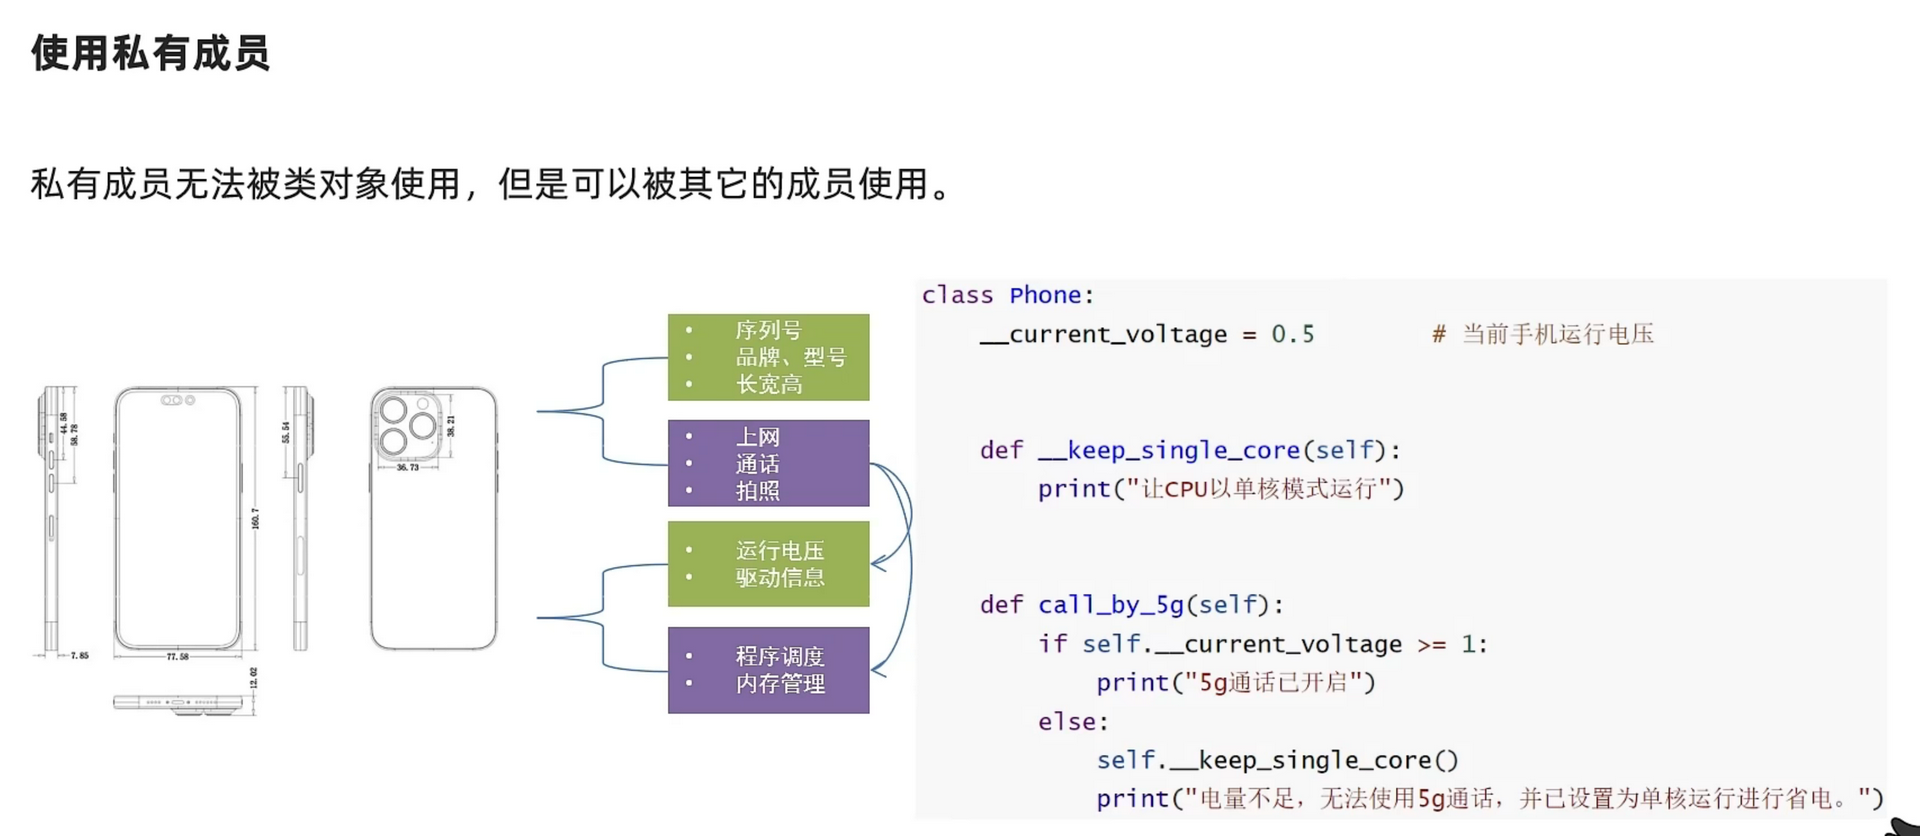 使用私有成员
私有成员无法被类对象使用，但是可以被其它的成员使用。
44.58
58.78
7.85
160.7
77.58
12.02
55.54
38.21
36.73
• 序列号
• 品牌、型号
• 长宽高
• 上网
• 通话
• 拍照
• 运行电压
• 驱动信息
• 程序调度
• 内存管理
class Phone:
    __current_voltage = 0.5        # 当前手机运行电压
    def __keep_single_core(self):
        print("让CPU以单核模式运行")
    def call_by_5g(self):
        if self.__current_voltage >= 1:
            print("5g通话已开启")
        else:
            self.__keep_single_core()
            print("电量不足，无法使用5g通话，并已设置为单核运行进行省电。")